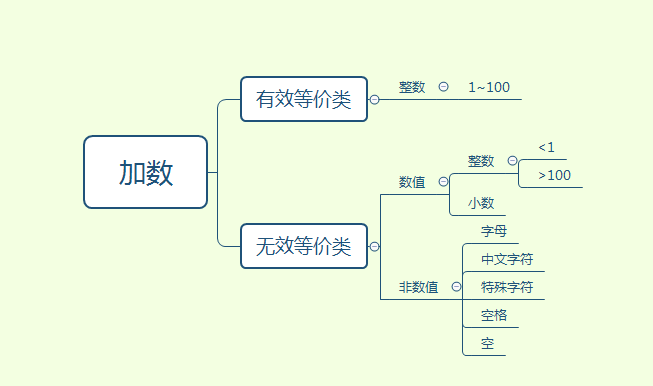 加数
有效等价类
整数
1~100
无效等价类
数值
整数
<1
>100
小数
非数值
字母
中文字符
特殊字符
空格
空